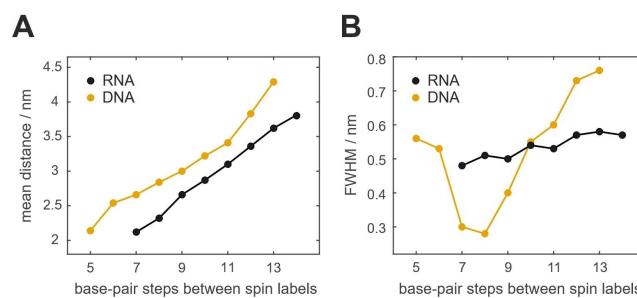 A
4.5
4
3.5
3
2.5
2
mean distance / nm
RNA
DNA
5 7 9 11 13
base-pair steps between spin labels
B
0.8
0.7
0.6
0.5
0.4
0.3
FWHM / nm
RNA
DNA
5 7 9 11 13
base-pair steps between spin labels